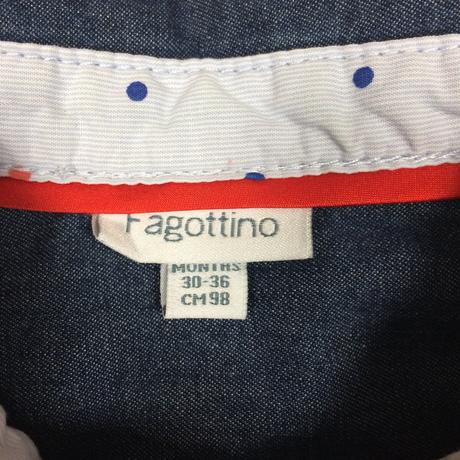 Fagottino
MONTHS
30-36
CM 98